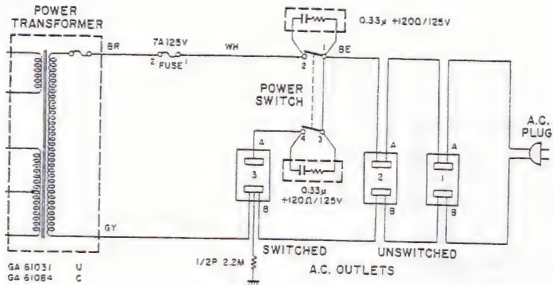 POWER
TRANSFORMER
0.33µ +120Ω/125V
BR
7A125V
2 FUSE 1
WH
2
1
BE
POWER
SWITCH
A.C.
PLUG
4
3
A
A
A
3
2
1
0.33µ
+120Ω/125V
B
B
B
GY
SWITCHED
UNSWITCHED
1/2P 2.2M
A.C. OUTLETS
GA 61031 U
GA 61084 C